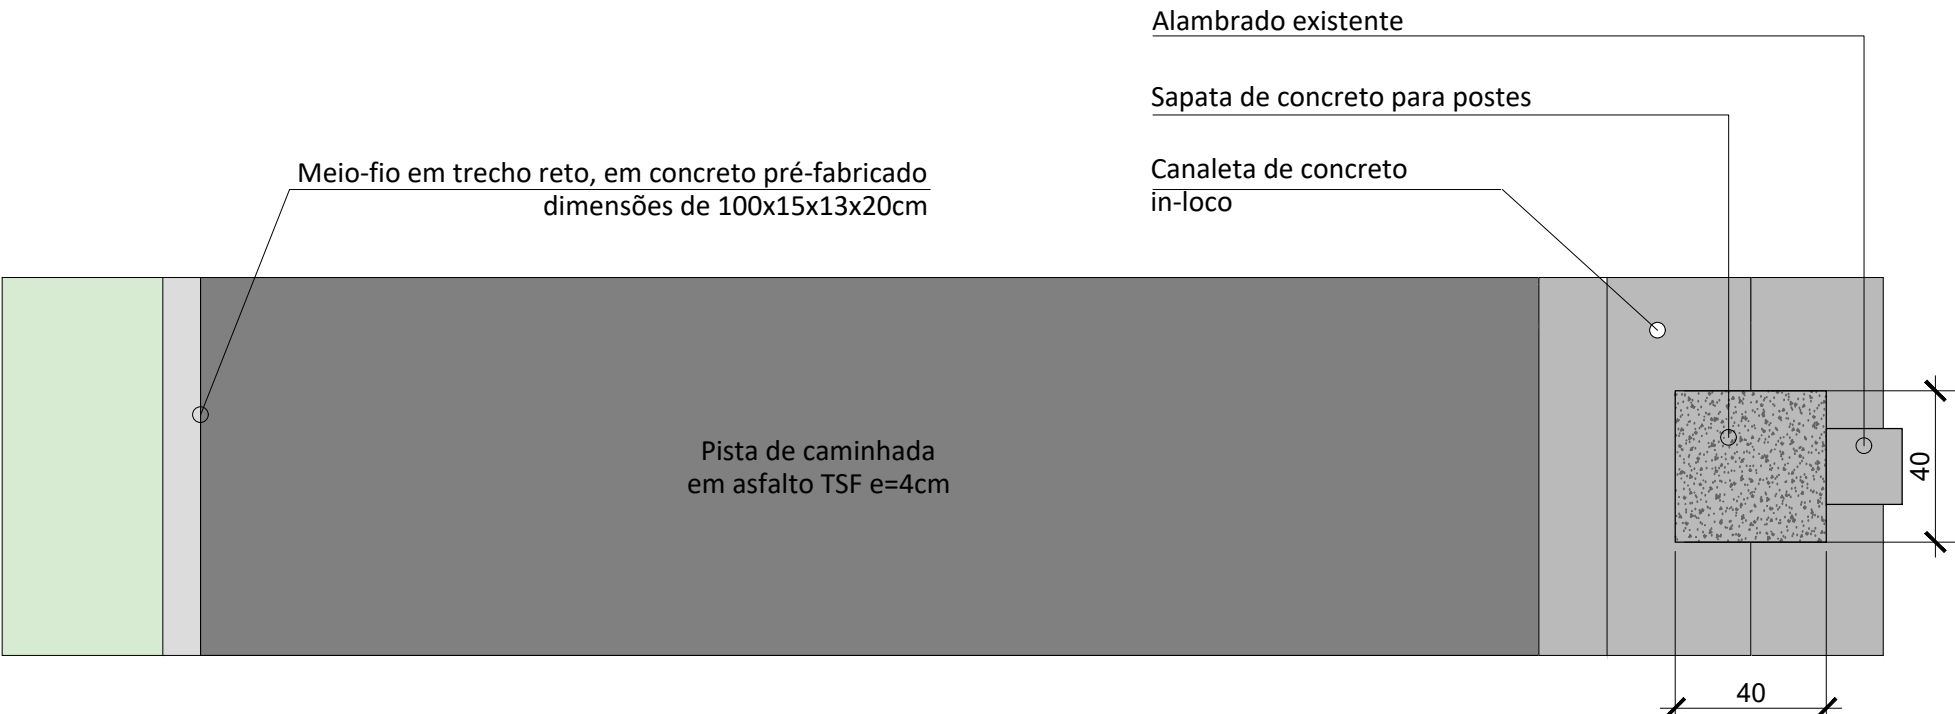 Alambrado existente
Sapata de concreto para postes
Meio-fio em trecho reto, em concreto pré-fabricado
dimensões de 100x15x13x20cm
Canaleta de concreto
in-loco
Pista de caminhada
em asfalto TSF e=4cm
40
40